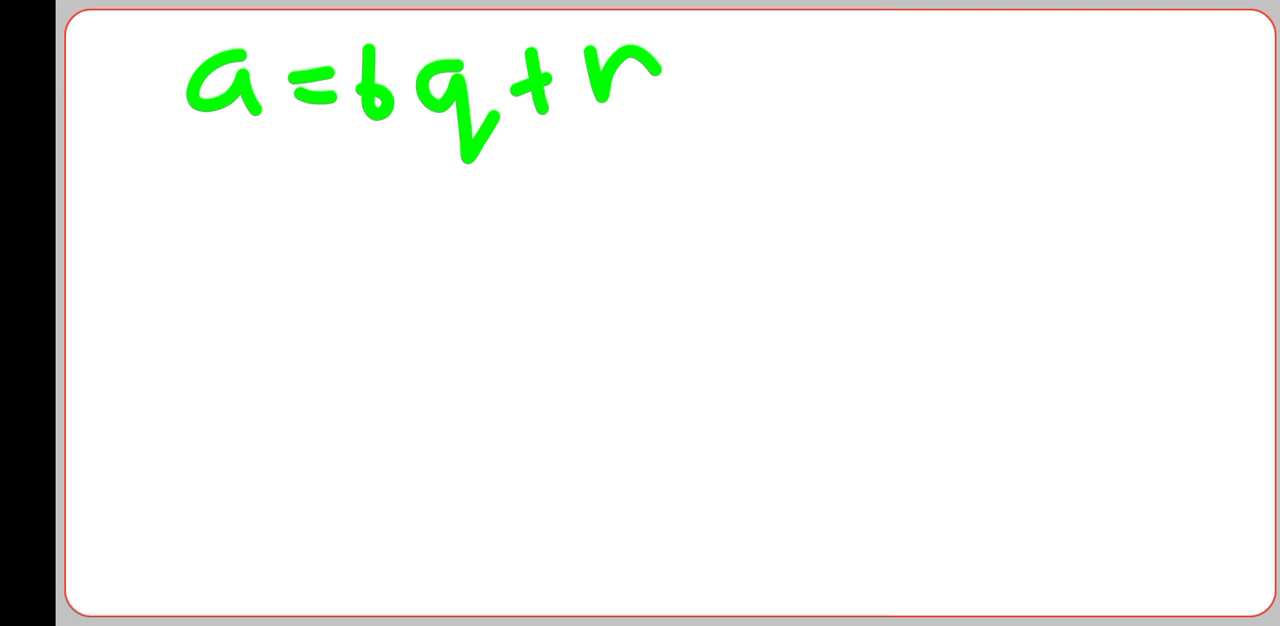 a = bq + r